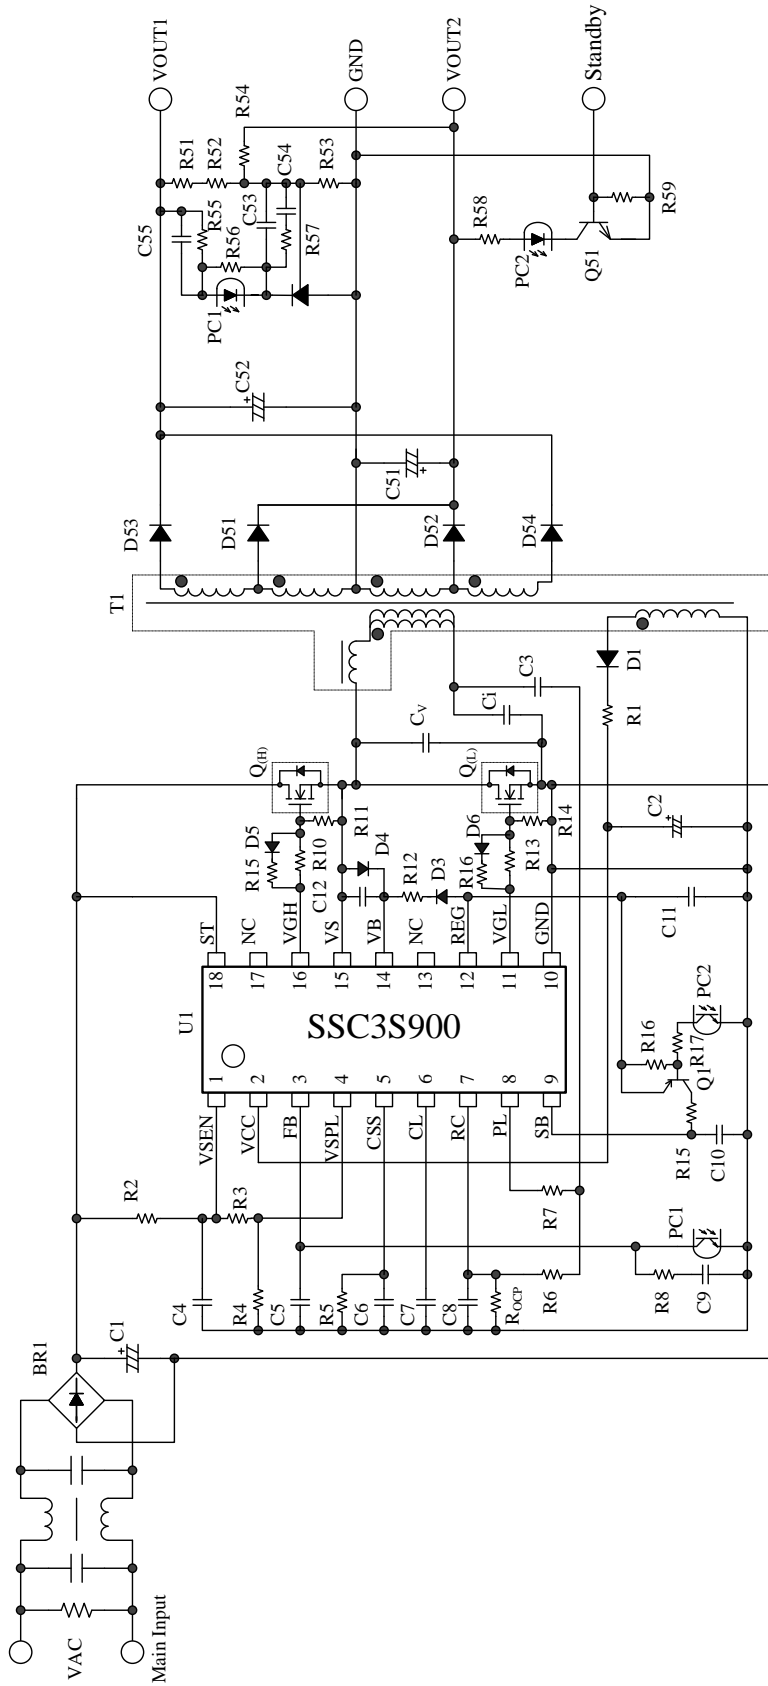 VAC
Main Input
BR1
C1
R2
R3
C4
R4
C5
R5
C6
C7
C8
R_OCP
R6
R7
R8
C9
PC1
VSEN
VCC
FB
VSPL
CSS
CL
RC
PL
SB
1
2
3
4
5
6
7
8
9
U1
SSC3S900
18
17
16
15
14
13
12
11
10
ST
NC
VGH
VS
VB
NC
REG
VGL
GND
R15
C10
Q1
R16
R17
PC2
C11
R15
D5
R10
C12
R11
D4
R12
D3
R16
D6
R13
R14
Q(H)
Q(L)
CV
Ci
C3
R1
D1
C2
T1
D53
D51
D52
D54
C51
C52
PC1
C55
R55
R56
C53
R57
C54
R51
R52
R53
R54
PC2
R58
Q51
R59
VOUT1
GND
VOUT2
Standby